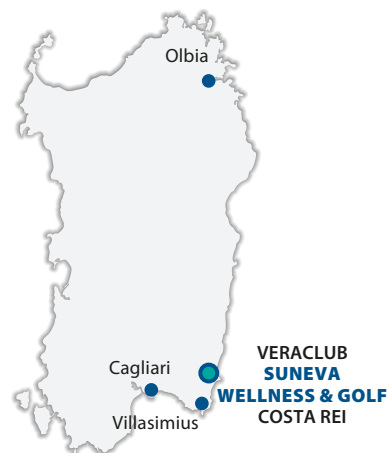 Olbia
Cagliari
Villasimius
VERACLUB
SUNEVA
WELLNESS & GOLF
COSTA REI